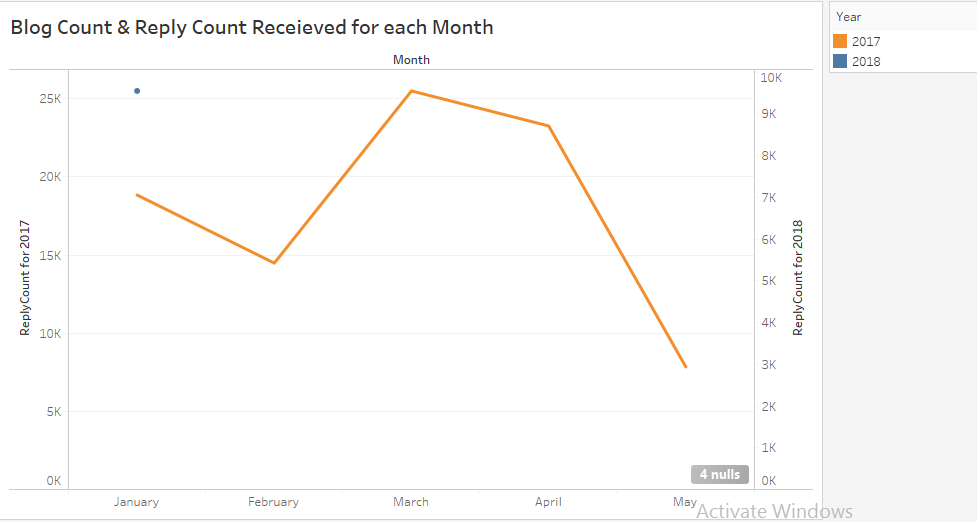 Blog Count & Reply Count Receieved for each Month
Year
2017
2018
Month
25K
20K
15K
10K
5K
0K
ReplyCount for 2017
10K
9K
8K
7K
6K
5K
4K
3K
2K
1K
0K
ReplyCount for 2018
4 nulls
January February March April May
Activate Windows